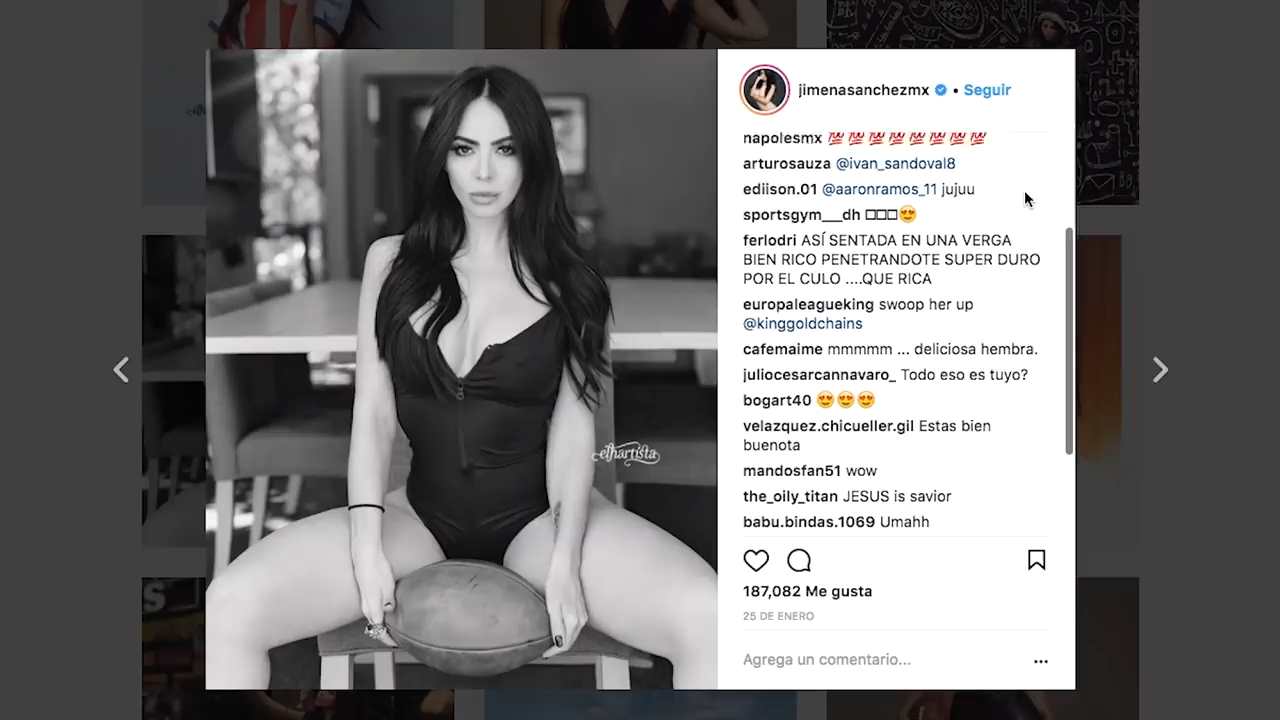 jimenasanchezmx • Seguir
napolesmx 💯 💯 💯 💯 💯 💯 💯 💯
arturosauza @ivan_sandoval8
ediison.01 @aaronramos_11 jujuu
sportsgym___dh □□□😍
ferlodri ASÍ SENTADA EN UNA VERGA
BIEN RICO PENETRANDOTE SUPER DURO
POR EL CULO ....QUE RICA
europaleagueking swoop her up
@kinggoldchains
cafemaime mmmmm ... deliciosa hembra.
juliocesarcannavaro_ Todo eso es tuyo?
bogart40 😍😍😍
velazquez.chicueller.gil Estas bien
buenota
mandosfan51 wow
the_oily_titan JESUS is savior
babu.bindas.1069 Umahh
187,082 Me gusta
25 DE ENERO
Agrega un comentario...
elhartista
S